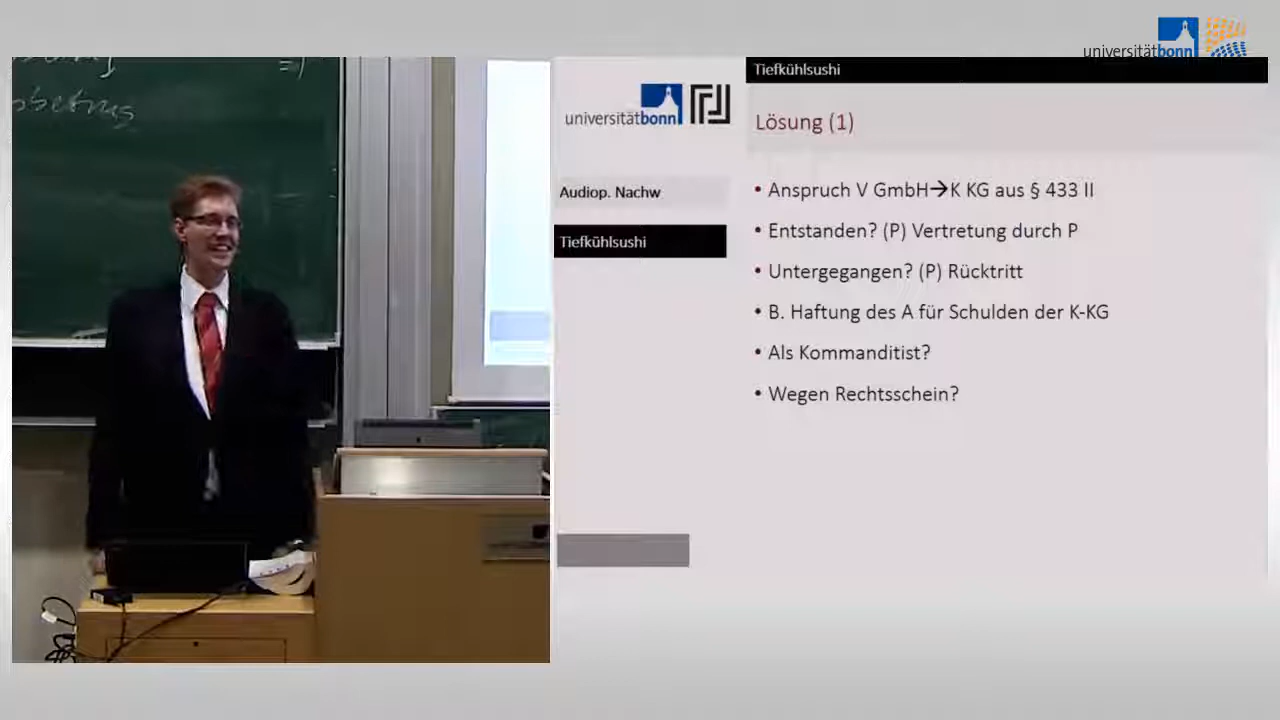 universitätbonn
Tiefkühlsushi
universitätbonn
Lösung (1)
Audiop. Nachw
Tiefkühlsushi
• Anspruch V GmbH→K KG aus § 433 II
• Entstanden? (P) Vertretung durch P
• Untergegangen? (P) Rücktritt
• B. Haftung des A für Schulden der K-KG
• Als Kommanditist?
• Wegen Rechtsschein?